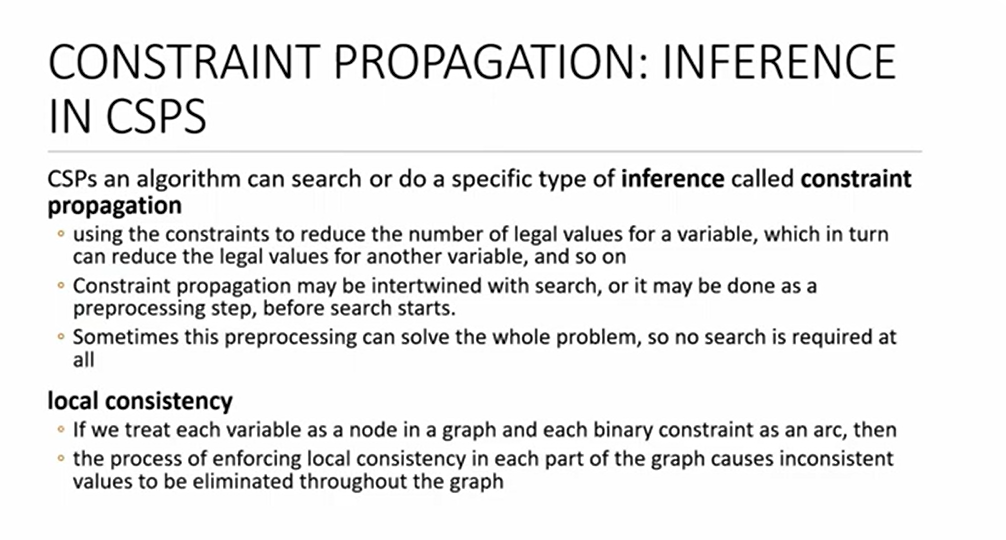 CONSTRAINT PROPAGATION: INFERENCE
IN CSPS
CSPs an algorithm can search or do a specific type of inference called constraint
propagation
◦ using the constraints to reduce the number of legal values for a variable, which in turn
can reduce the legal values for another variable, and so on
◦ Constraint propagation may be intertwined with search, or it may be done as a
preprocessing step, before search starts.
◦ Sometimes this preprocessing can solve the whole problem, so no search is required at
all
local consistency
◦ If we treat each variable as a node in a graph and each binary constraint as an arc, then
◦ the process of enforcing local consistency in each part of the graph causes inconsistent
values to be eliminated throughout the graph